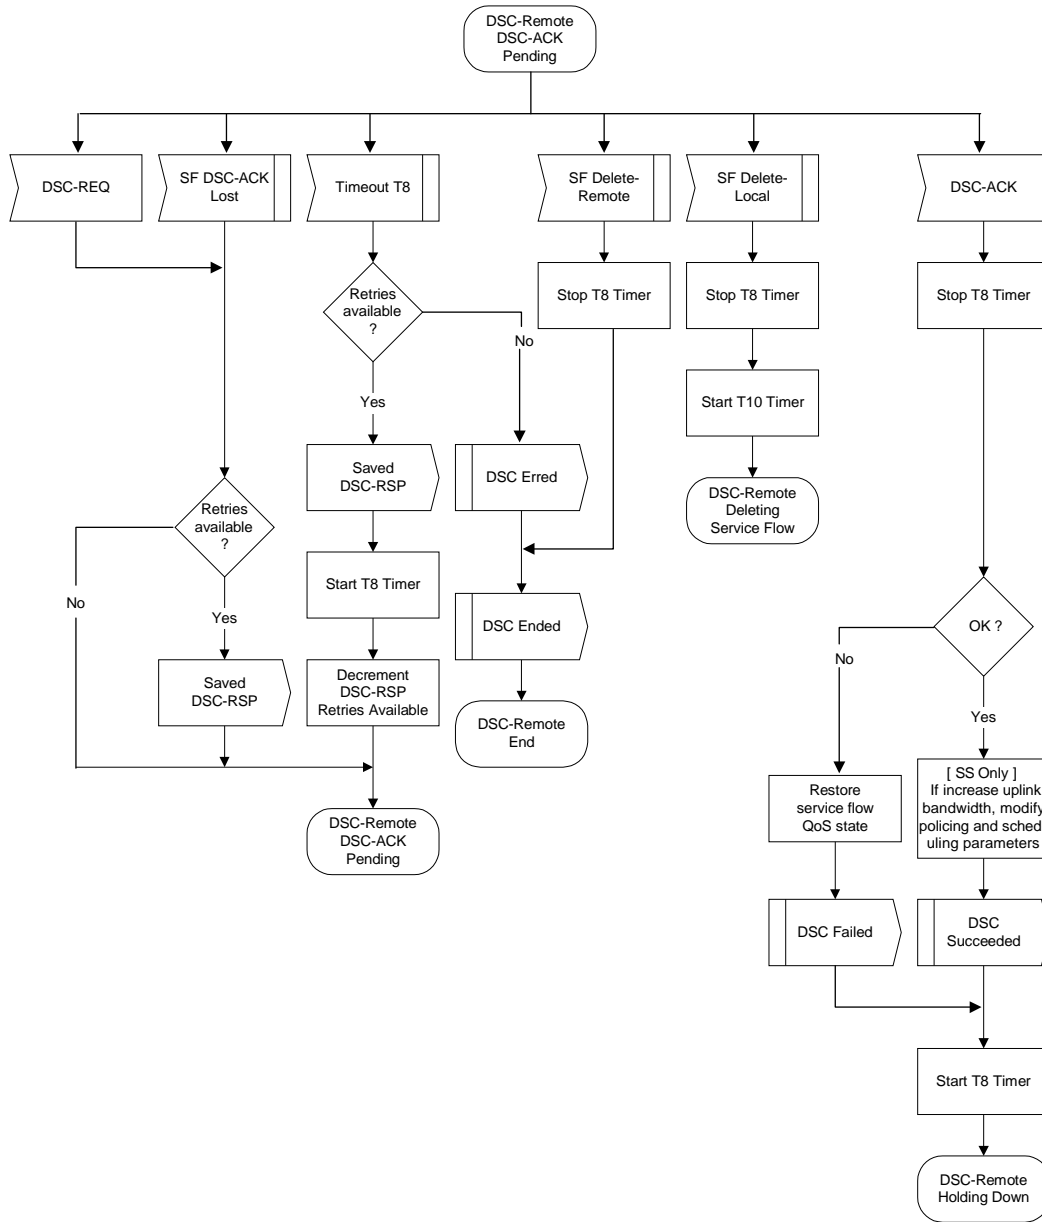 DSC-Remote
DSC-ACK
Pending
DSC-REQ
SF DSC-ACK
Lost
Timeout T8
SF Delete-
Remote
SF Delete-
Local
DSC-ACK
Retries
available
?
Stop T8 Timer
Stop T8 Timer
Stop T8 Timer
No
Yes
Start T10 Timer
Saved
DSC-RSP
DSC Erred
DSC-Remote
Deleting
Service Flow
Retries
available
?
Start T8 Timer
No
Yes
DSC Ended
OK ?
No
Saved
DSC-RSP
Decrement
DSC-RSP
Retries Available
DSC-Remote
End
Yes
DSC-Remote
DSC-ACK
Pending
Restore
service flow
QoS state
[ SS Only ]
If increase uplink
bandwidth, modify
policing and sched
uling parameters
DSC Failed
DSC
Succeeded
Start T8 Timer
DSC-Remote
Holding Down